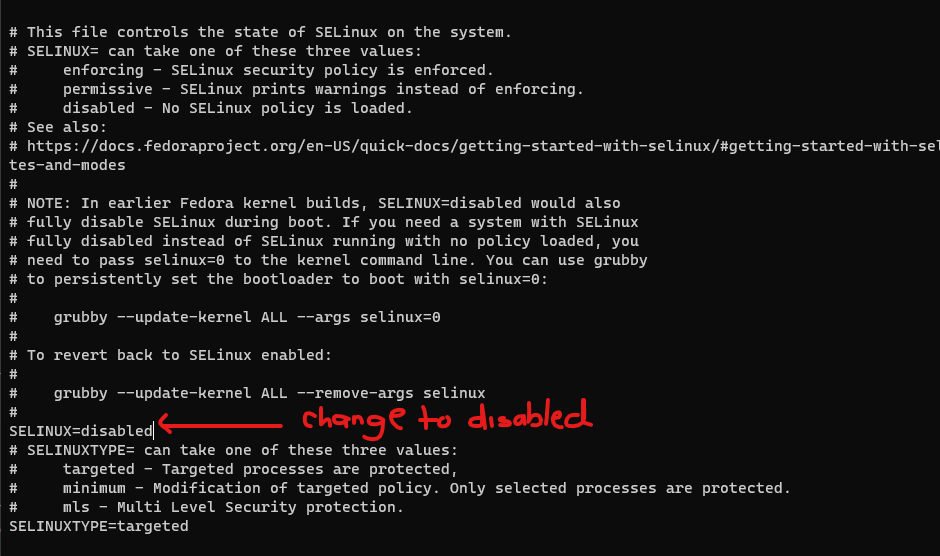 # This file controls the state of SELinux on the system.
# SELINUX= can take one of these three values:
#     enforcing - SELinux security policy is enforced.
#     permissive - SELinux prints warnings instead of enforcing.
#     disabled - No SELinux policy is loaded.
# See also:
# https://docs.fedoraproject.org/en-US/quick-docs/getting-started-with-selinux/#getting-started-with-sel
tes-and-modes
#
# NOTE: In earlier Fedora kernel builds, SELINUX=disabled would also
# fully disable SELinux during boot. If you need a system with SELinux
# fully disabled instead of SELinux running with no policy loaded, you
# need to pass selinux=0 to the kernel command line. You can use grubby
# to persistently set the bootloader to boot with selinux=0:
#
#    grubby --update-kernel ALL --args selinux=0
#
# To revert back to SELinux enabled:
#
#    grubby --update-kernel ALL --remove-args selinux
#
change to disabled
SELINUX=disabled
# SELINUXTYPE= can take one of these three values:
#     targeted - Targeted processes are protected,
#     minimum - Modification of targeted policy. Only selected processes are protected.
#     mls - Multi Level Security protection.
SELINUXTYPE=targeted